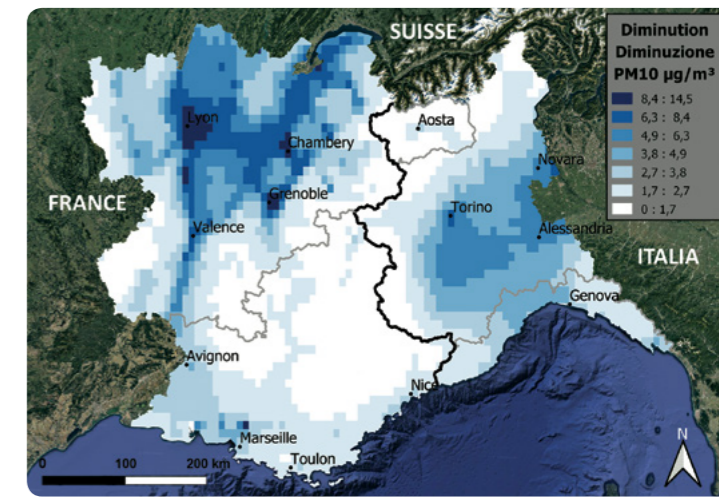 SUISSE
Diminution
Diminuzione
PM10 µg/m³
8,4 : 14,5
6,3 : 8,4
4,9 : 6,3
3,8 : 4,9
2,7 : 3,8
1,7 : 2,7
0 : 1,7
Lyon
Aosta
Chambery
Novara
Grenoble
FRANCE
Torino
Valence
Alessandria
ITALIA
Genova
Avignon
Nice
Marseille
Toulon
0 100 200 km
N